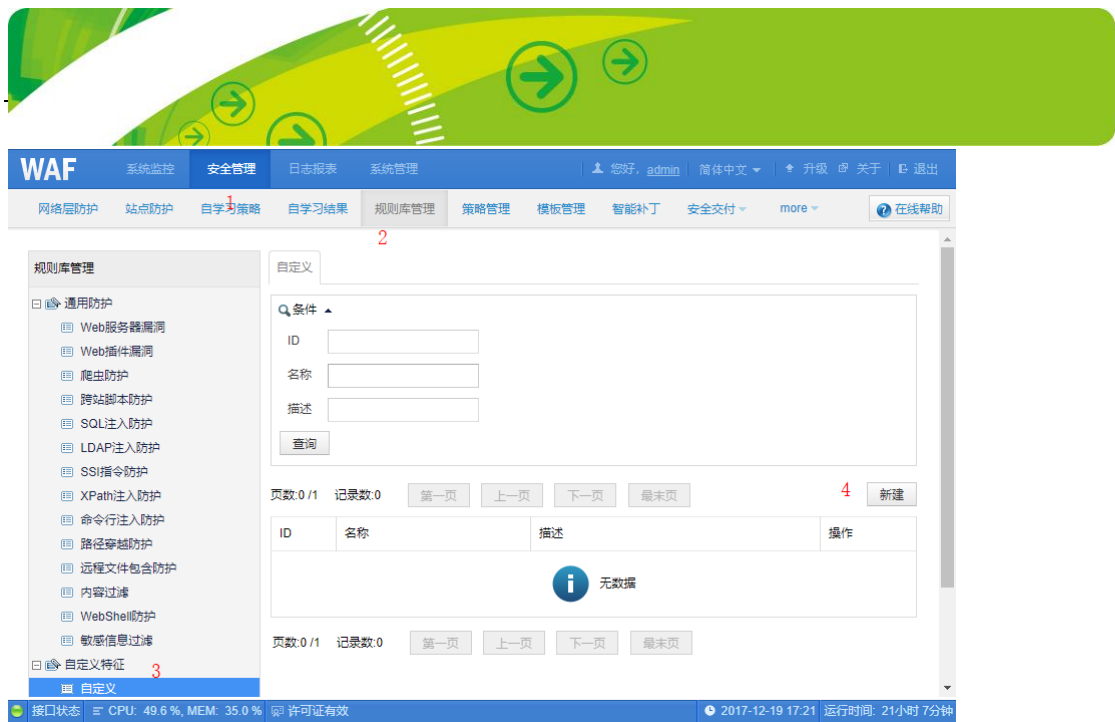 WAF 系统监控 安全管理 日志报表 系统管理 您好, admin 简体中文 升级 关于 退出
网络层防护 站点防护 自学习策略 自学习结果 规则库管理 策略管理 模板管理 智能补丁 安全交付 more 在线帮助
1
2
规则库管理
通用防护
Web服务器漏洞
Web插件漏洞
爬虫防护
跨站脚本防护
SQL注入防护
LDAP注入防护
SSI指令防护
XPath注入防护
命令行注入防护
路径穿越防护
远程文件包含防护
内容过滤
WebShell防护
敏感信息过滤
自定义特征
3
自定义
自定义
条件
ID
名称
描述
查询
页数:0 /1 记录数:0 第一页 上一页 下一页 最末页 4 新建
ID 名称 描述 操作
无数据
页数:0 /1 记录数:0 第一页 上一页 下一页 最末页
接口状态 CPU: 49.6 %, MEM: 35.0 % 许可证有效 2017-12-19 17:21 运行时间: 21小时 7分钟